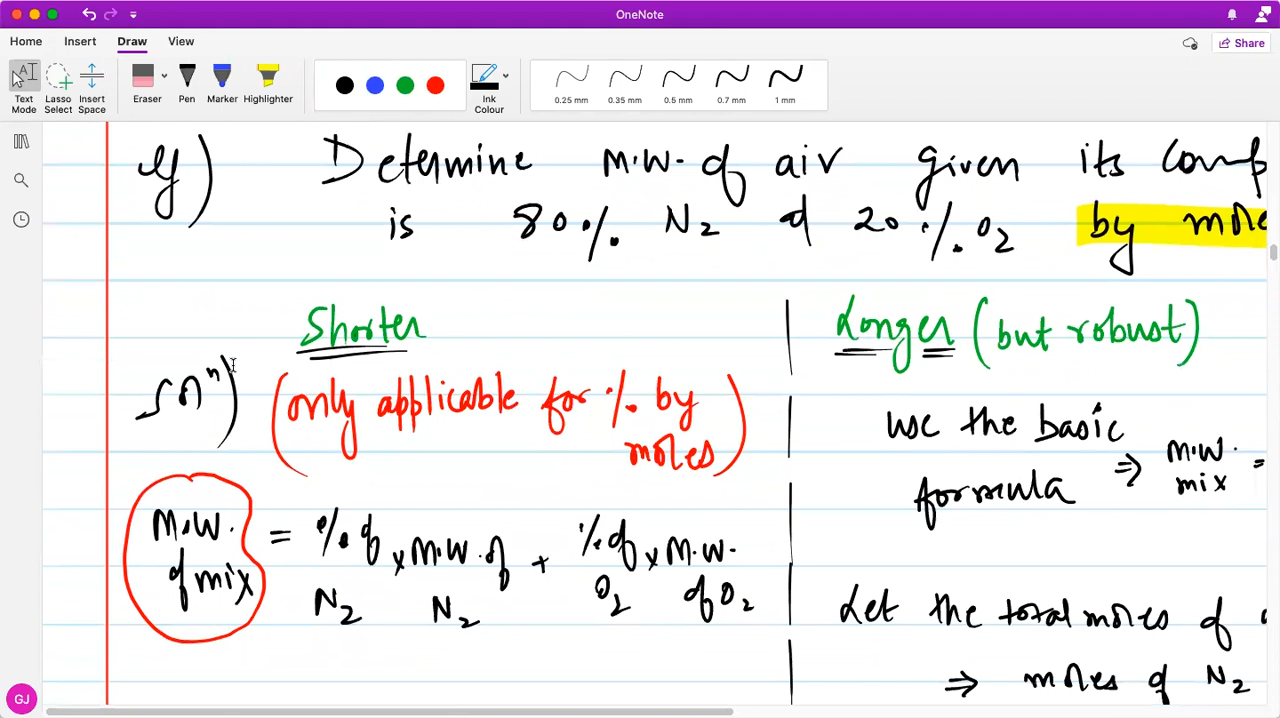 OneNote
Home Insert Draw View
Share
Text Mode
Lasso Select
Insert Space
Eraser
Pen
Marker
Highlighter
Ink Colour
0.25 mm
0.35 mm
0.5 mm
0.7 mm
1 mm
eg) Determine M.W. of air given its comp
is 80% N2 & 20% O2 by mole
Shorter
Longer (but robust)
Soln) (only applicable for % by
moles)
use the basic
formula ⇒ M.W. mix =
M.W. of mix = % of N2 x M.W. of N2 + % of O2 x M.W. of O2
Let the total moles of
⇒ moles of N2
GJ